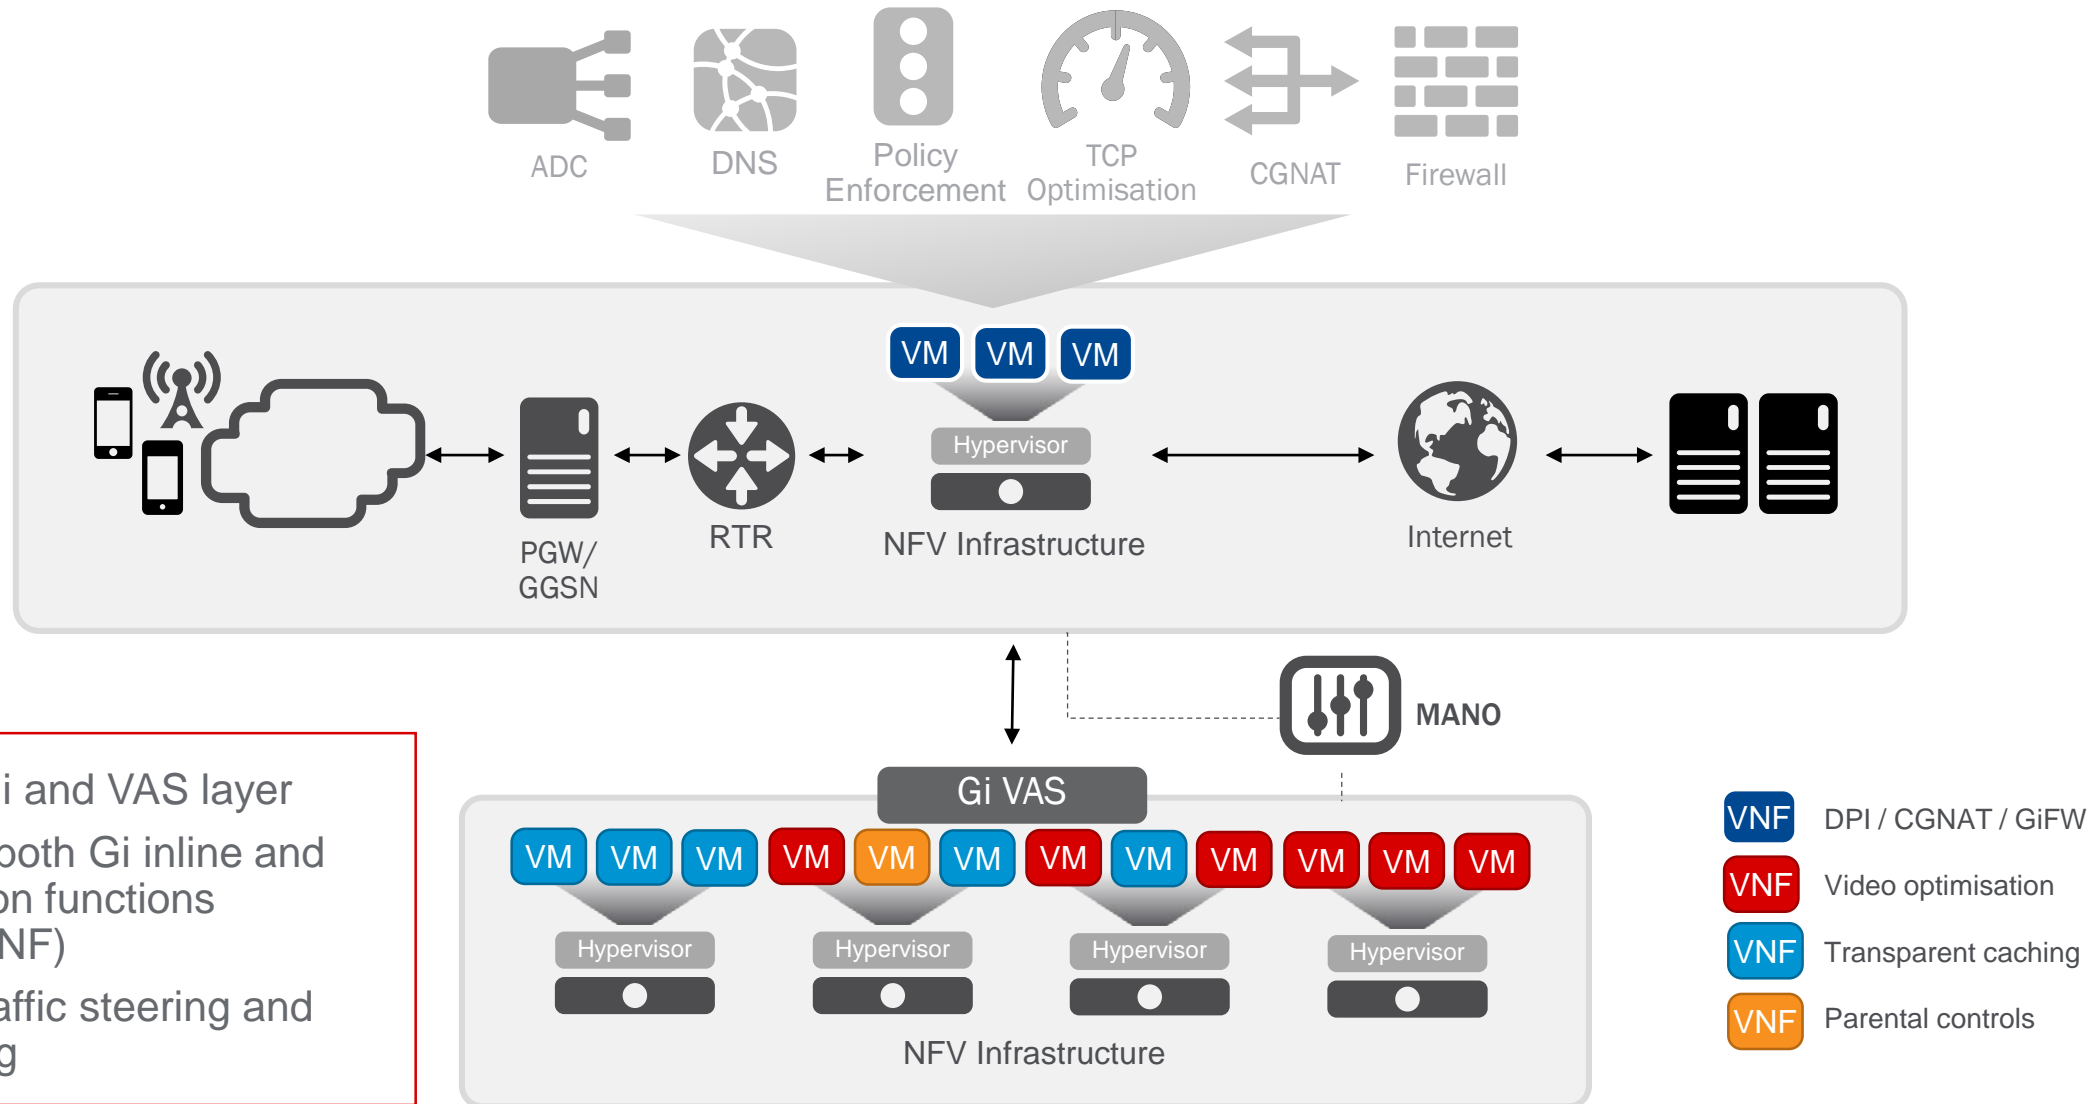 ADC
DNS
Policy
Enforcement
TCP
Optimisation
CGNAT
Firewall
VM VM VM
Hypervisor
PGW/
GGSN
RTR
NFV Infrastructure
Internet
MANO
i and VAS layer
both Gi inline and
on functions
NF)
affic steering and
g
Gi VAS
VM VM VM VM VM VM VM VM VM VM VM VM
Hypervisor Hypervisor Hypervisor Hypervisor
NFV Infrastructure
VNF DPI / CGNAT / GiFW
VNF Video optimisation
VNF Transparent caching
VNF Parental controls